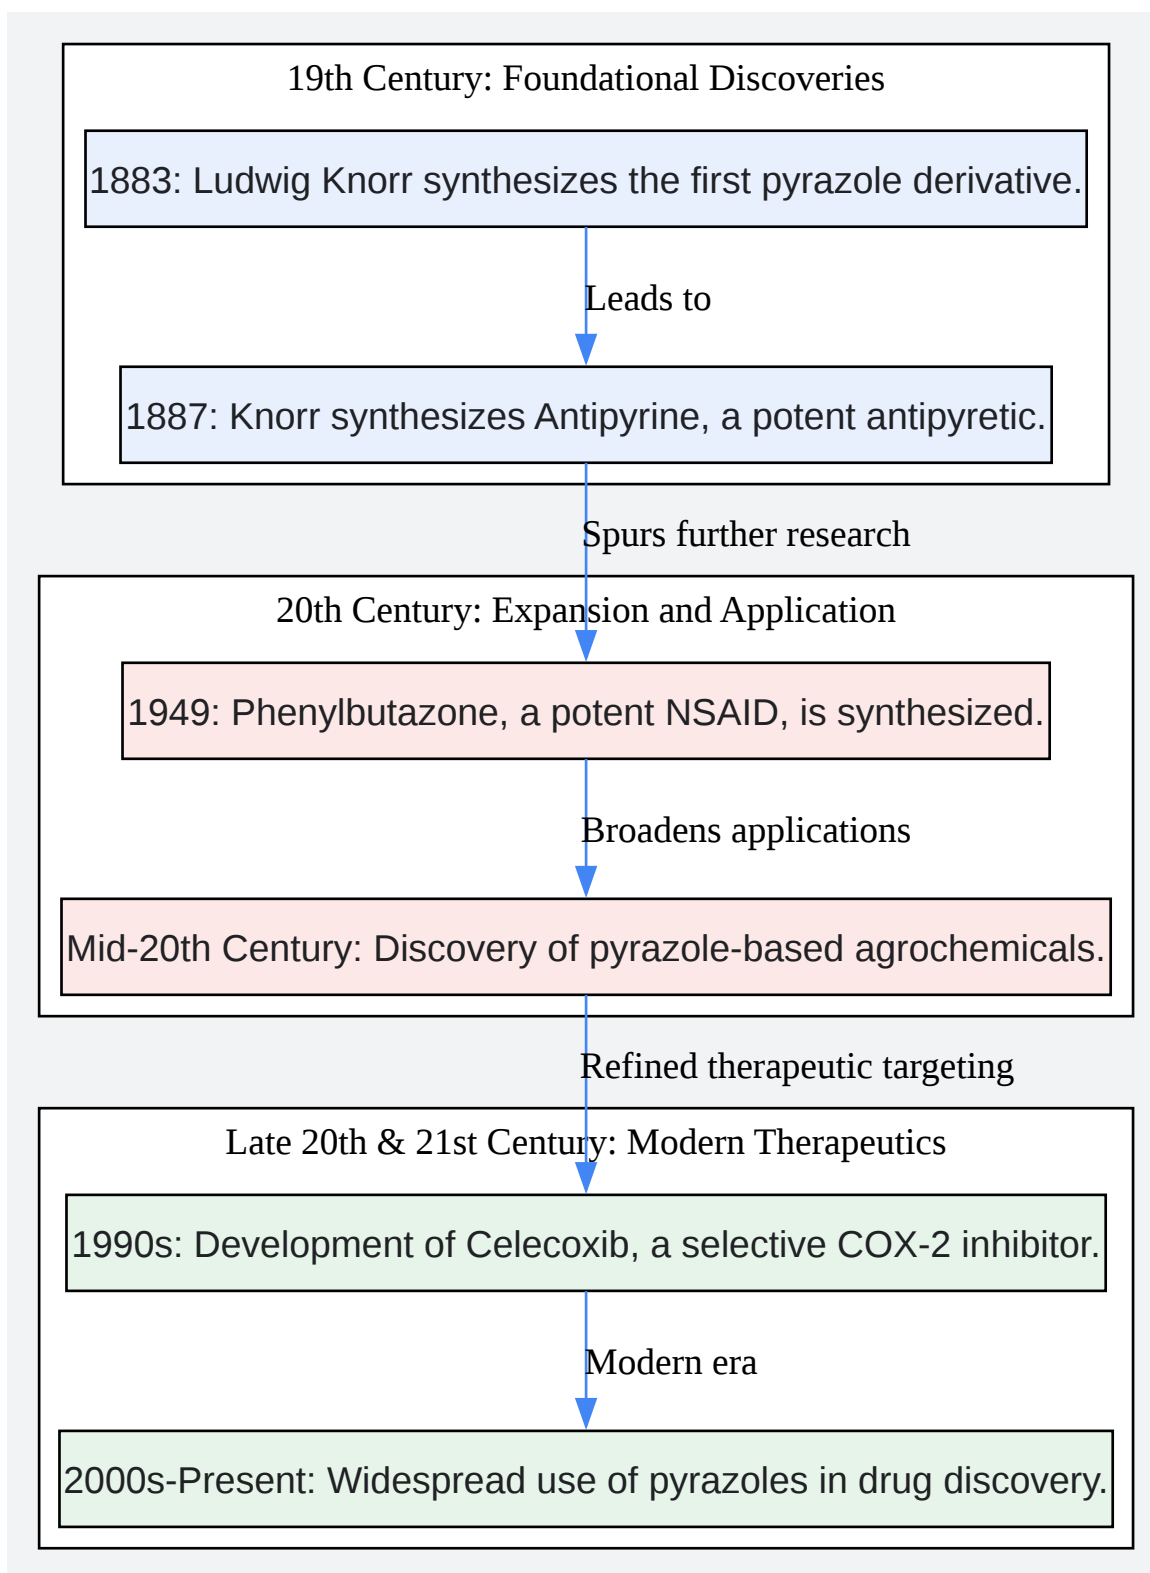 19th Century: Foundational Discoveries
1883: Ludwig Knorr synthesizes the first pyrazole derivative.
Leads to
1887: Knorr synthesizes Antipyrine, a potent antipyretic.
Spurs further research
20th Century: Expansion and Application
1949: Phenylbutazone, a potent NSAID, is synthesized.
Broadens applications
Mid-20th Century: Discovery of pyrazole-based agrochemicals.
Refined therapeutic targeting
Late 20th & 21st Century: Modern Therapeutics
1990s: Development of Celecoxib, a selective COX-2 inhibitor.
Modern era
2000s-Present: Widespread use of pyrazoles in drug discovery.